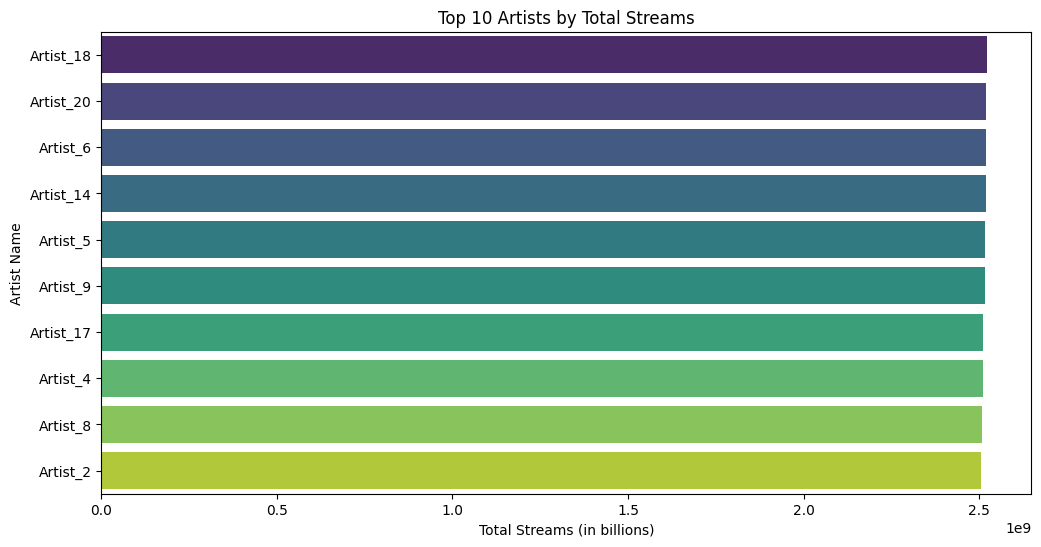 Top 10 Artists by Total Streams
Artist Name
Artist_18
Artist_20
Artist_6
Artist_14
Artist_5
Artist_9
Artist_17
Artist_4
Artist_8
Artist_2
0.0 0.5 1.0 1.5 2.0 2.5
1e9
Total Streams (in billions)